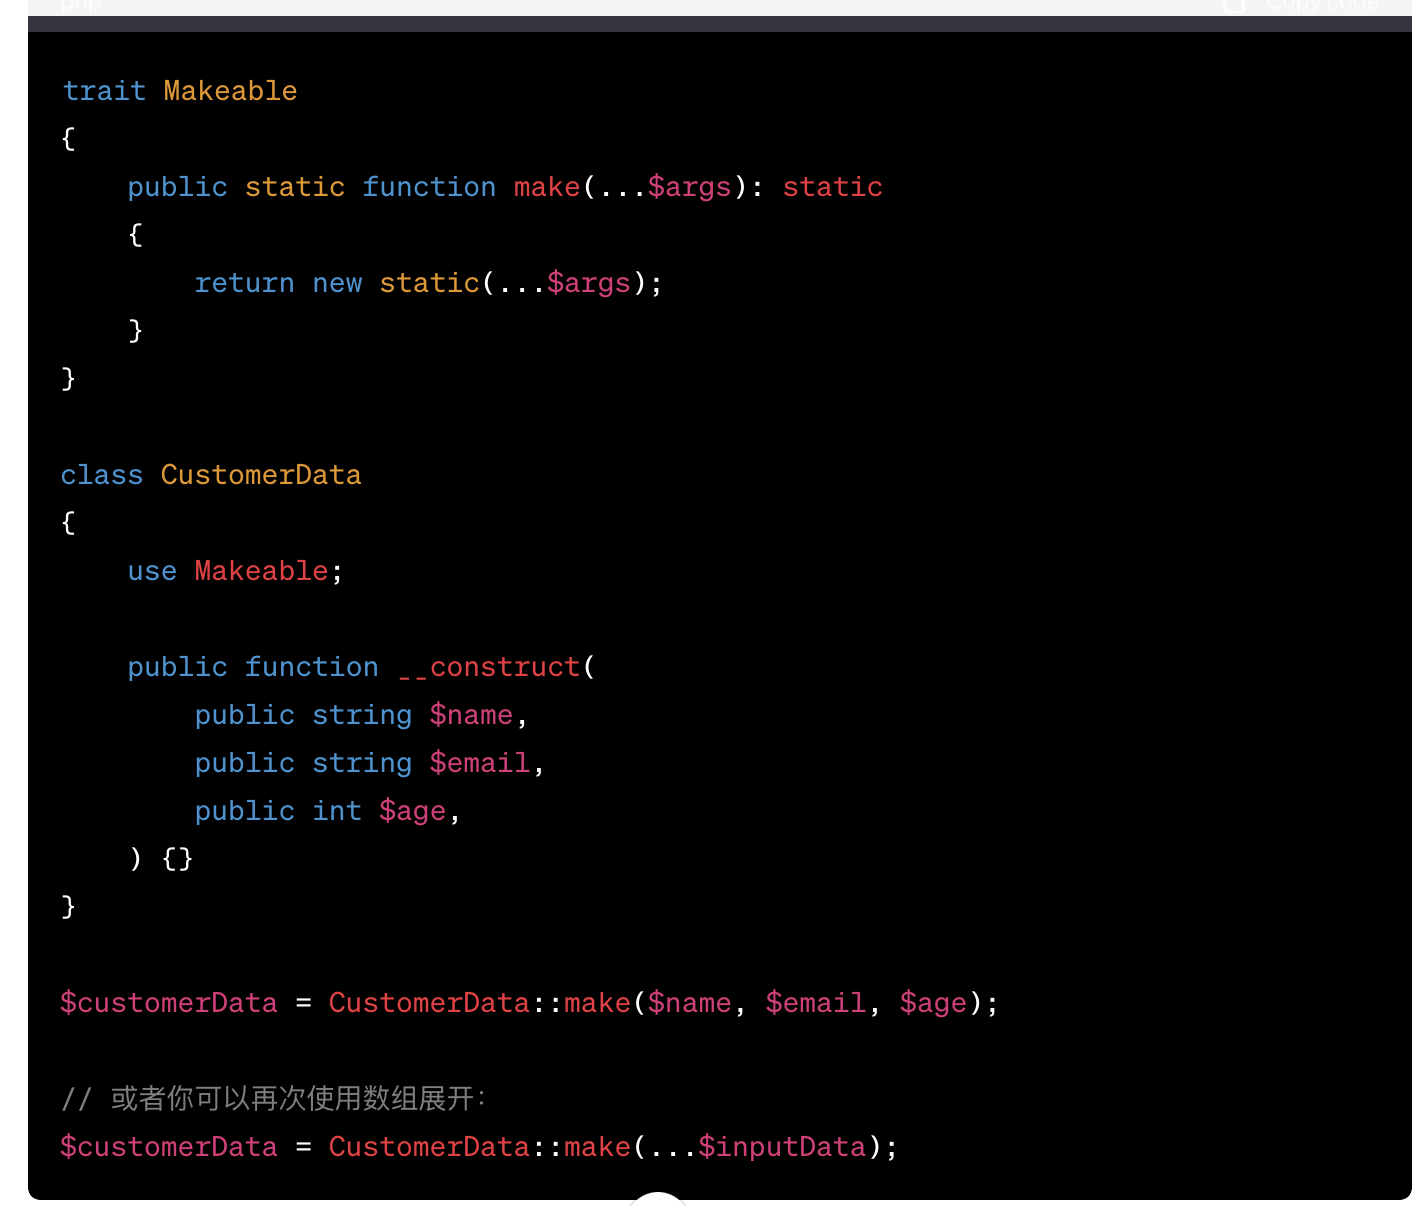 php Copy code
trait Makeable
{
    public static function make(...$args): static
    {
        return new static(...$args);
    }
}
class CustomerData
{
    use Makeable;
    public function __construct(
        public string $name,
        public string $email,
        public int $age,
    ) {}
}
$customerData = CustomerData::make($name, $email, $age);
// 或者你可以再次使用数组展开：
$customerData = CustomerData::make(...$inputData);